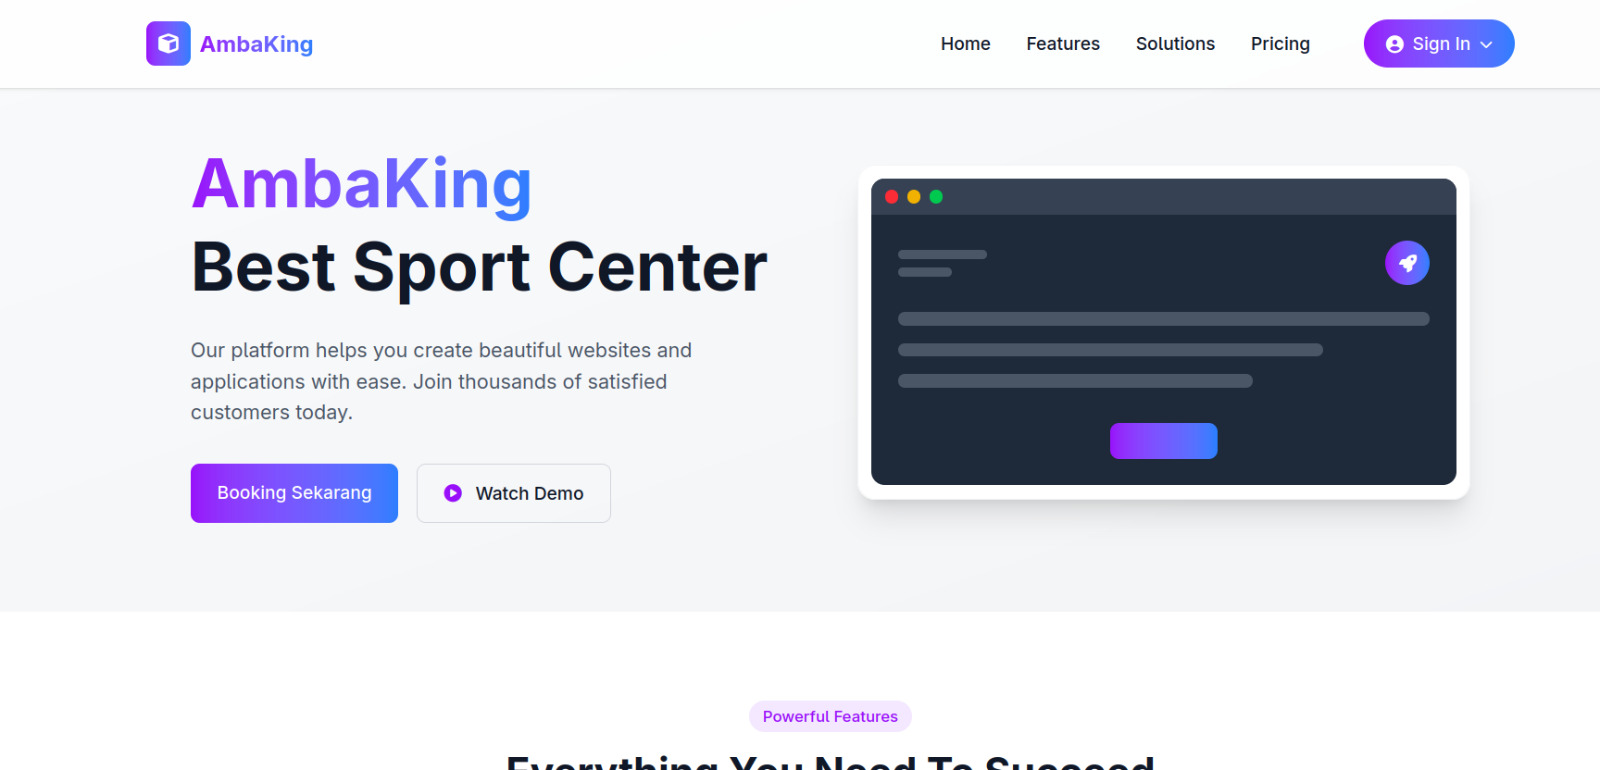 AmbaKing
Home Features Solutions Pricing Sign In
AmbaKing
Best Sport Center
Our platform helps you create beautiful websites and
applications with ease. Join thousands of satisfied
customers today.
Booking Sekarang Watch Demo
Powerful Features
Everything You Need To Succeed